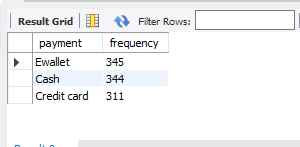 Result Grid Filter Rows:
payment frequency
Ewallet 345
Cash 344
Credit card 311